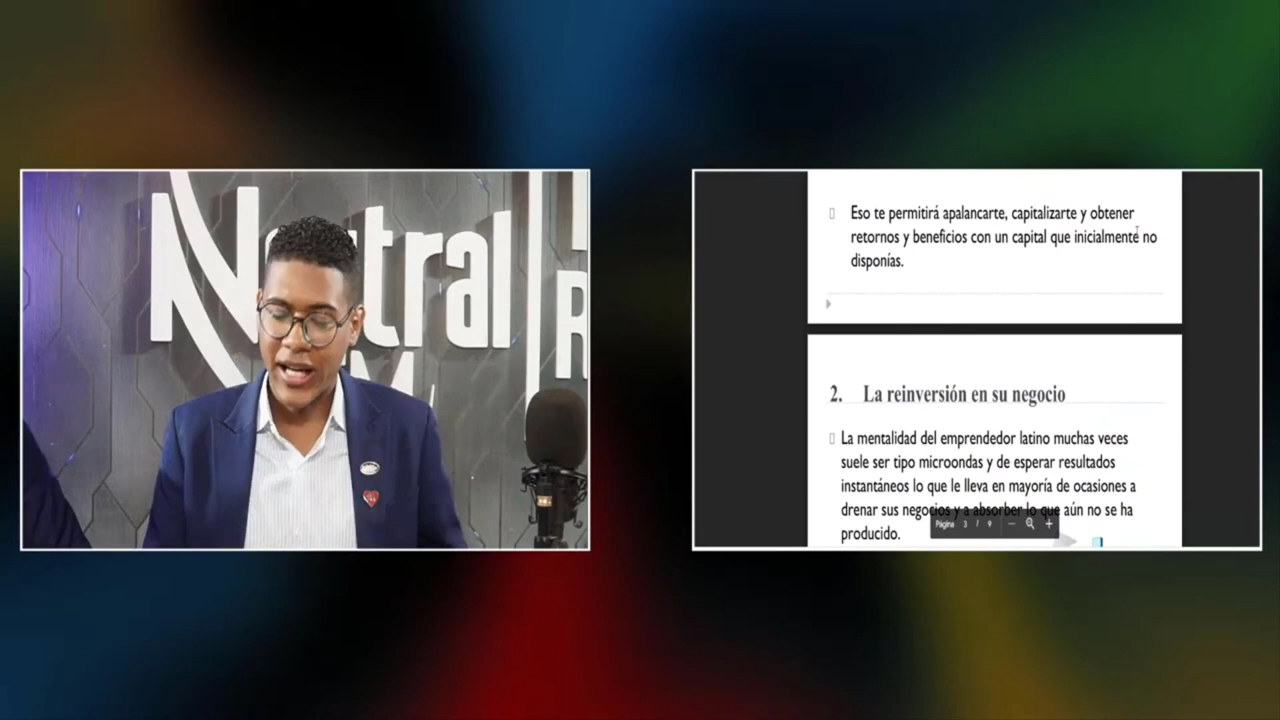 Neutral
FM
R
Eso te permitirá apalancarte, capitalizarte y obtener
retornos y beneficios con un capital que inicialmente no
disponías.
2. La reinversión en su negocio
La mentalidad del emprendedor latino muchas veces
suele ser tipo microondas y de esperar resultados
instantáneos lo que le lleva en mayoría de ocasiones a
drenar sus negocios y a absorber lo que aún no se ha
producido.
Página 3 / 9